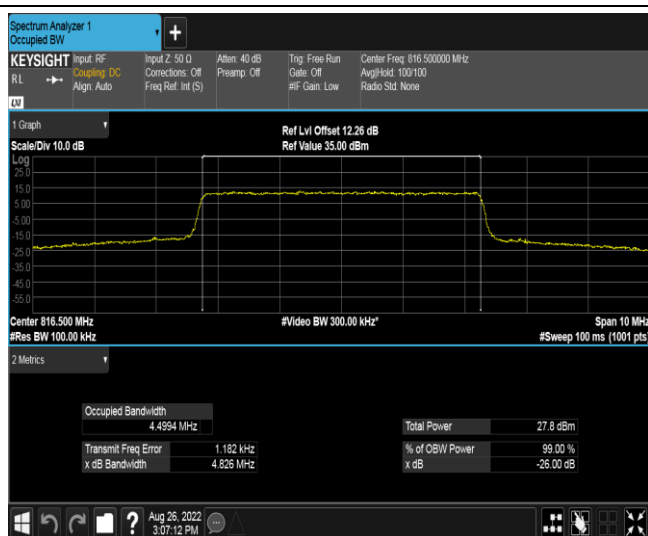 Spectrum Analyzer 1
Occupied BW
+
KEYSIGHT
RL
LXI
Input: RF
Coupling: DC
Align: Auto
Input Z: 50 Ω
Corrections: Off
Freq Ref: Int (S)
Atten: 40 dB
Preamp: Off
Trig: Free Run
Gate: Off
#IF Gain: Low
Center Freq: 816.500000 MHz
Avg|Hold: 100/100
Radio Std: None
1 Graph
Scale/Div 10.0 dB
Ref Lvl Offset 12.26 dB
Ref Value 35.00 dBm
Log
25.0
15.0
5.00
-5.00
-15.0
-25.0
-35.0
-45.0
-55.0
Center 816.500 MHz
#Res BW 100.00 kHz
#Video BW 300.00 kHz*
Span 10 MHz
#Sweep 100 ms (1001 pts)
2 Metrics
Occupied Bandwidth
4.4994 MHz
Transmit Freq Error 1.182 kHz
x dB Bandwidth 4.826 MHz
Total Power 27.8 dBm
% of OBW Power 99.00 %
x dB -26.00 dB
?
Aug 26, 2022
3:07:12 PM